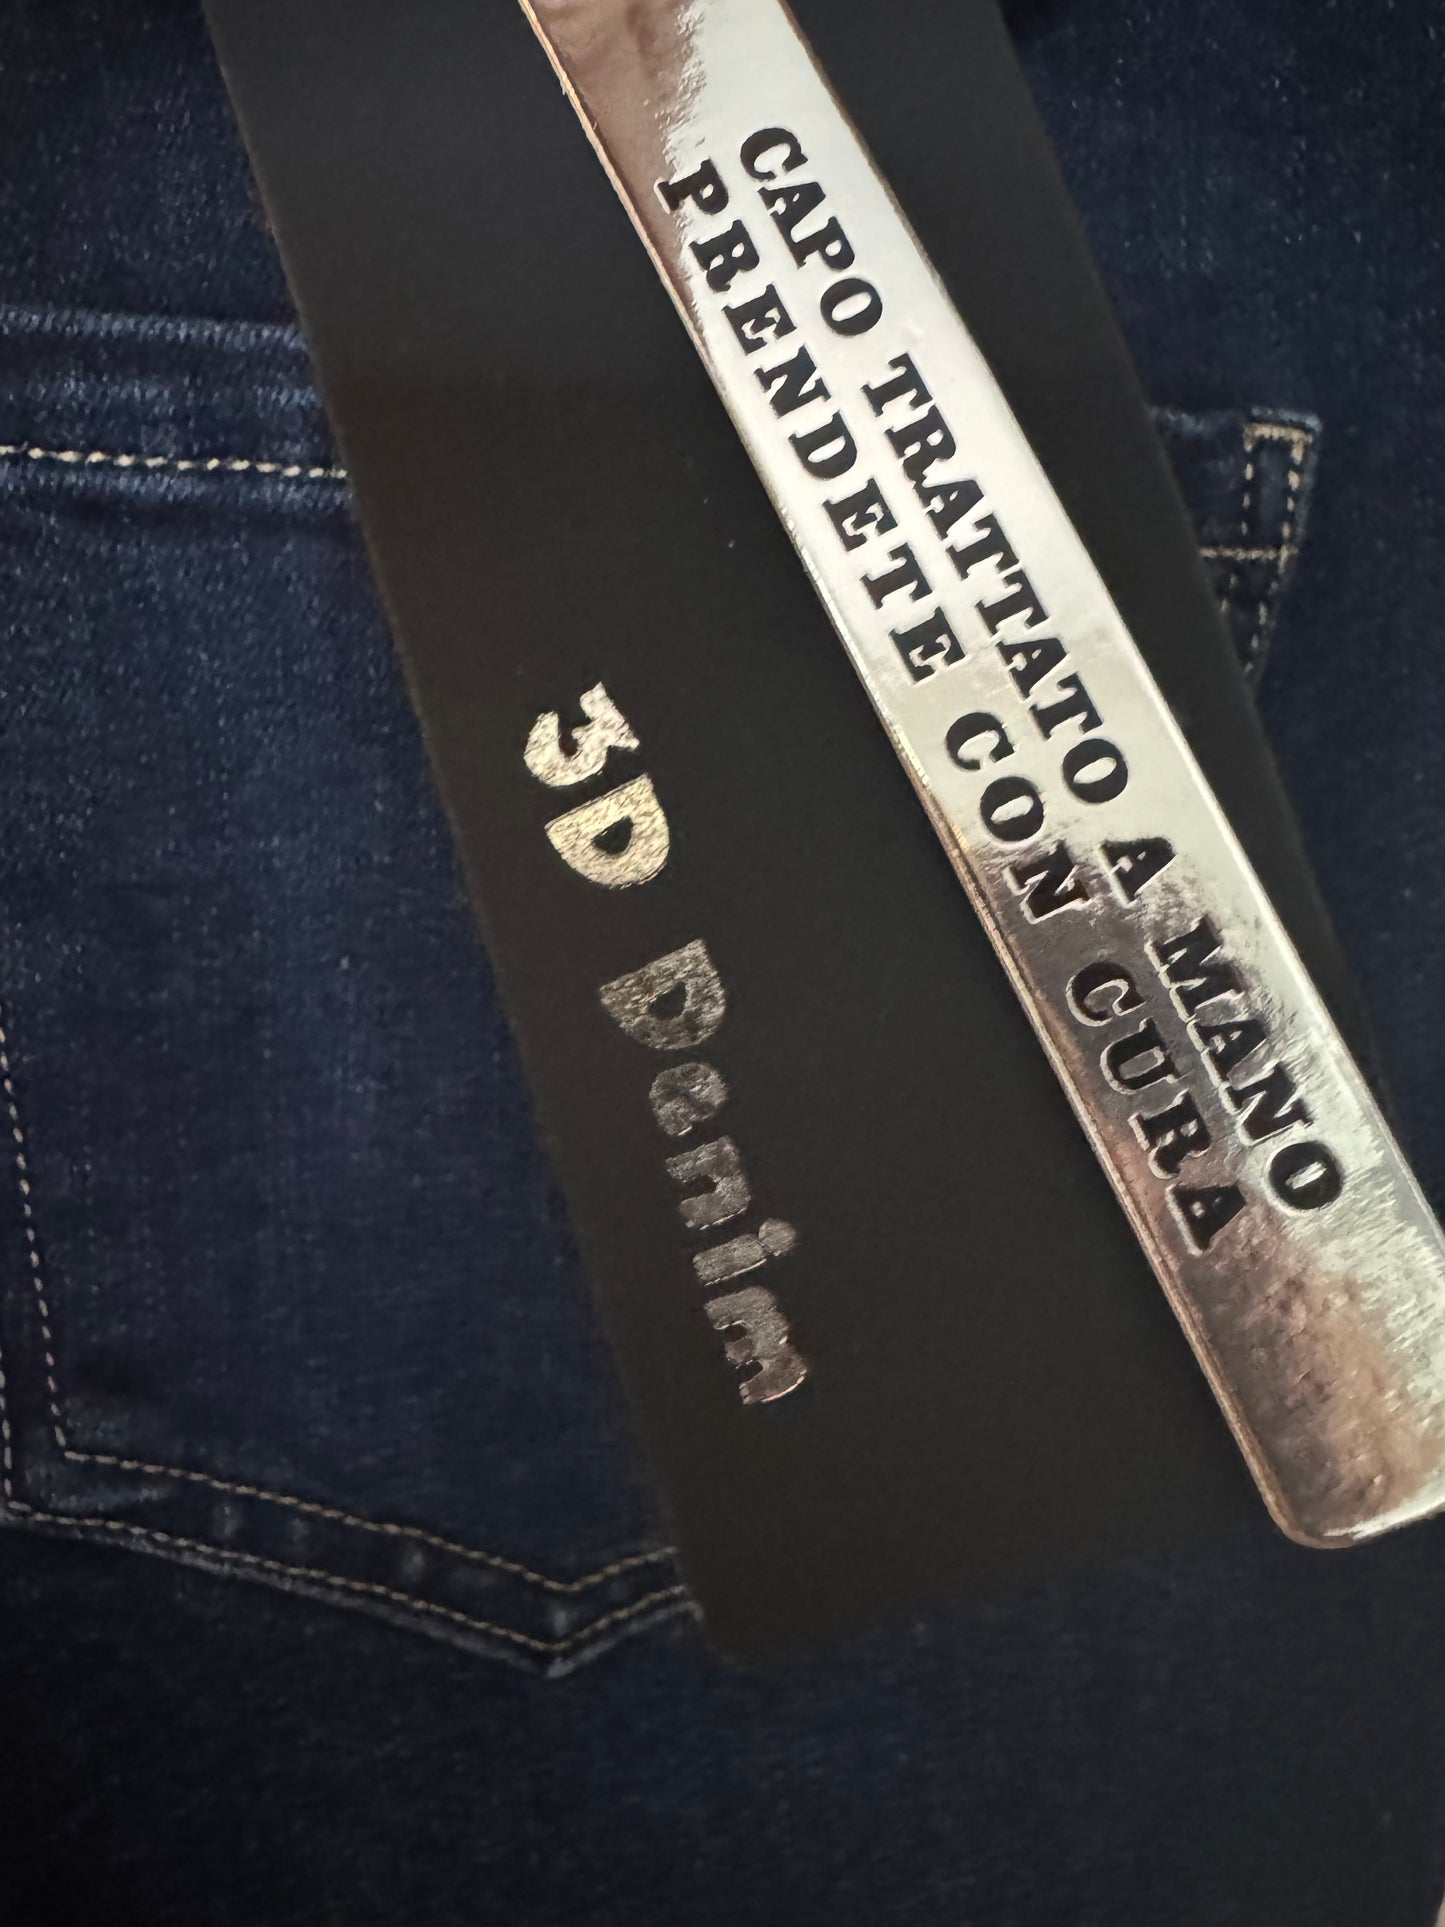 CAPO TRATTATO A MANO
PRENDETE CON CURA
3D Denim